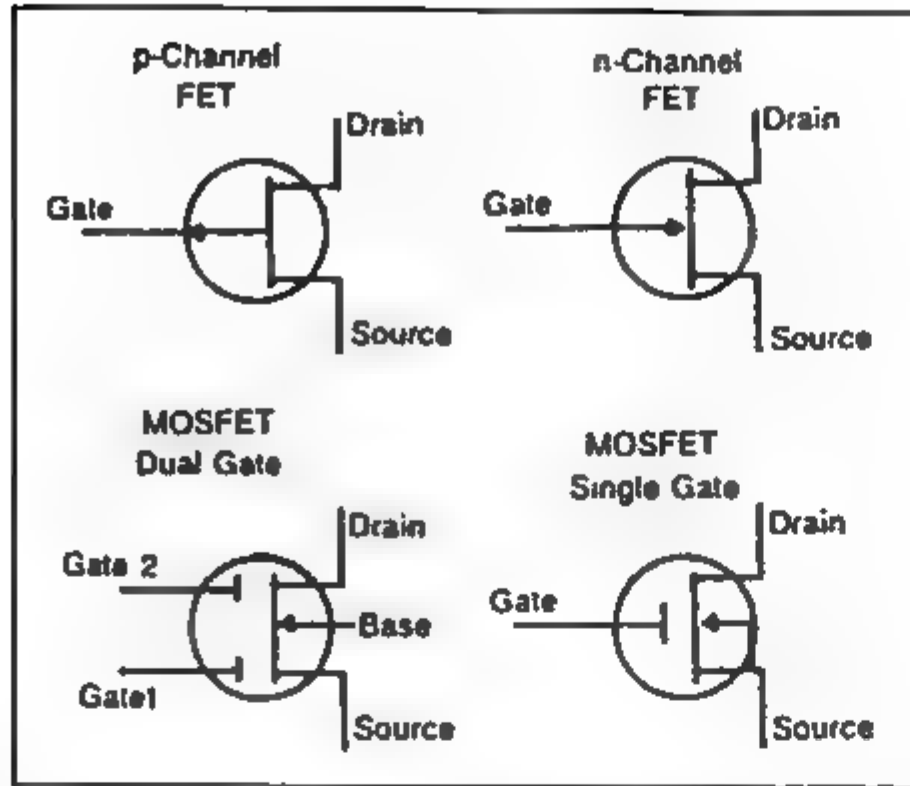 p-Channel
FET
Drain
Gate
Source
n-Channel
FET
Drain
Gate
Source
MOSFET
Dual Gate
Drain
Gate 2
Base
Gate1
Source
MOSFET
Single Gate
Drain
Gate
Source